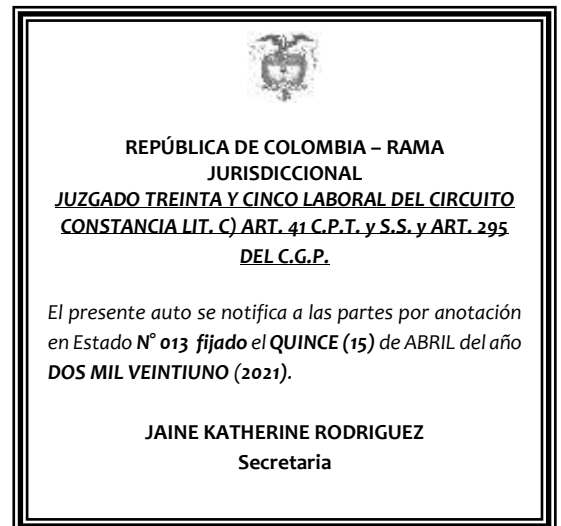 REPÚBLICA DE COLOMBIA – RAMA
JURISDICCIONAL
JUZGADO TREINTA Y CINCO LABORAL DEL CIRCUITO
CONSTANCIA LIT. C) ART. 41 C.P.T. y S.S. y ART. 295
DEL C.G.P.
El presente auto se notifica a las partes por anotación
en Estado N° 013 fijado el QUINCE (15) de ABRIL del año
DOS MIL VEINTIUNO (2021).
JAINE KATHERINE RODRIGUEZ
Secretaria